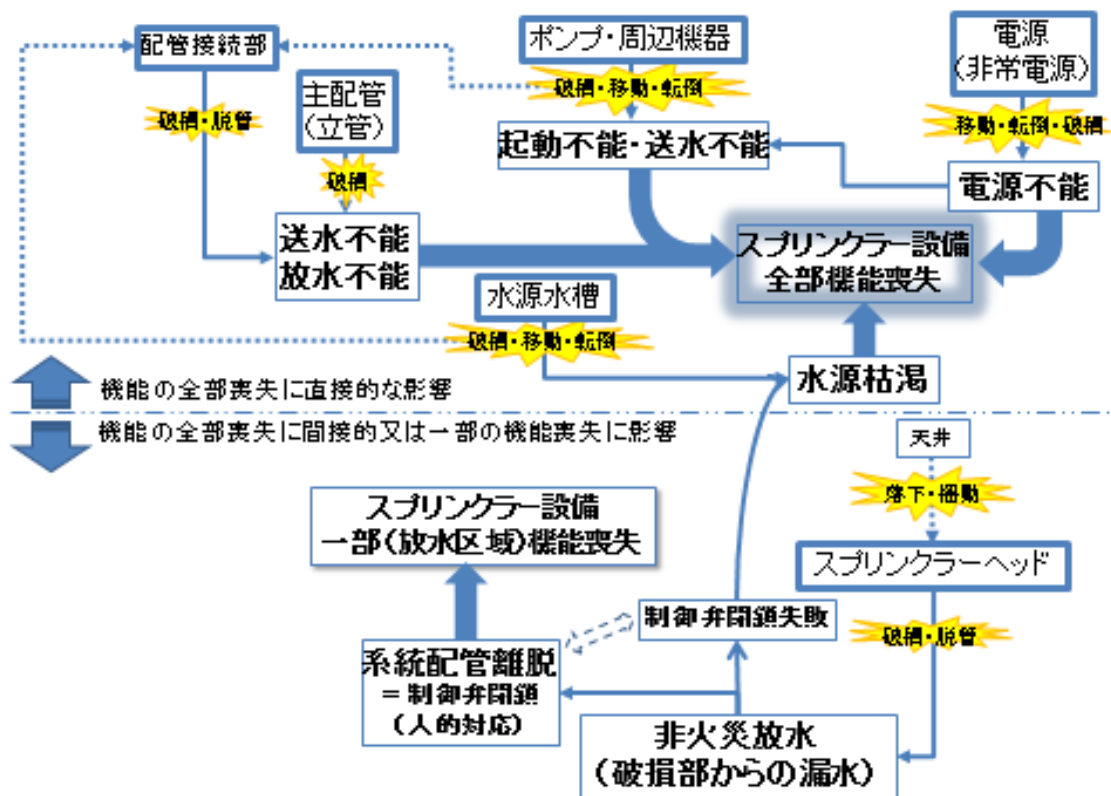 配管接続部
ポンプ・周辺機器
電源
（非常電源）
破損・脱管
主配管
（立管）
破損・移動・転倒
移動・転倒・破損
破損
起動不能・送水不能
電源不能
送水不能
放水不能
スプリンクラー設備
全部機能喪失
水源水槽
破損・移動・転倒
水源枯渇
機能の全部喪失に直接的な影響
機能の全部喪失に間接的又は一部の機能喪失に影響
天井
落下・揺動
スプリンクラー設備
一部（放水区域）機能喪失
スプリンクラーヘッド
制御弁閉鎖失敗
破損・脱管
系統配管離脱
＝制御弁閉鎖
（人的対応）
非火災放水
（破損部からの漏水）